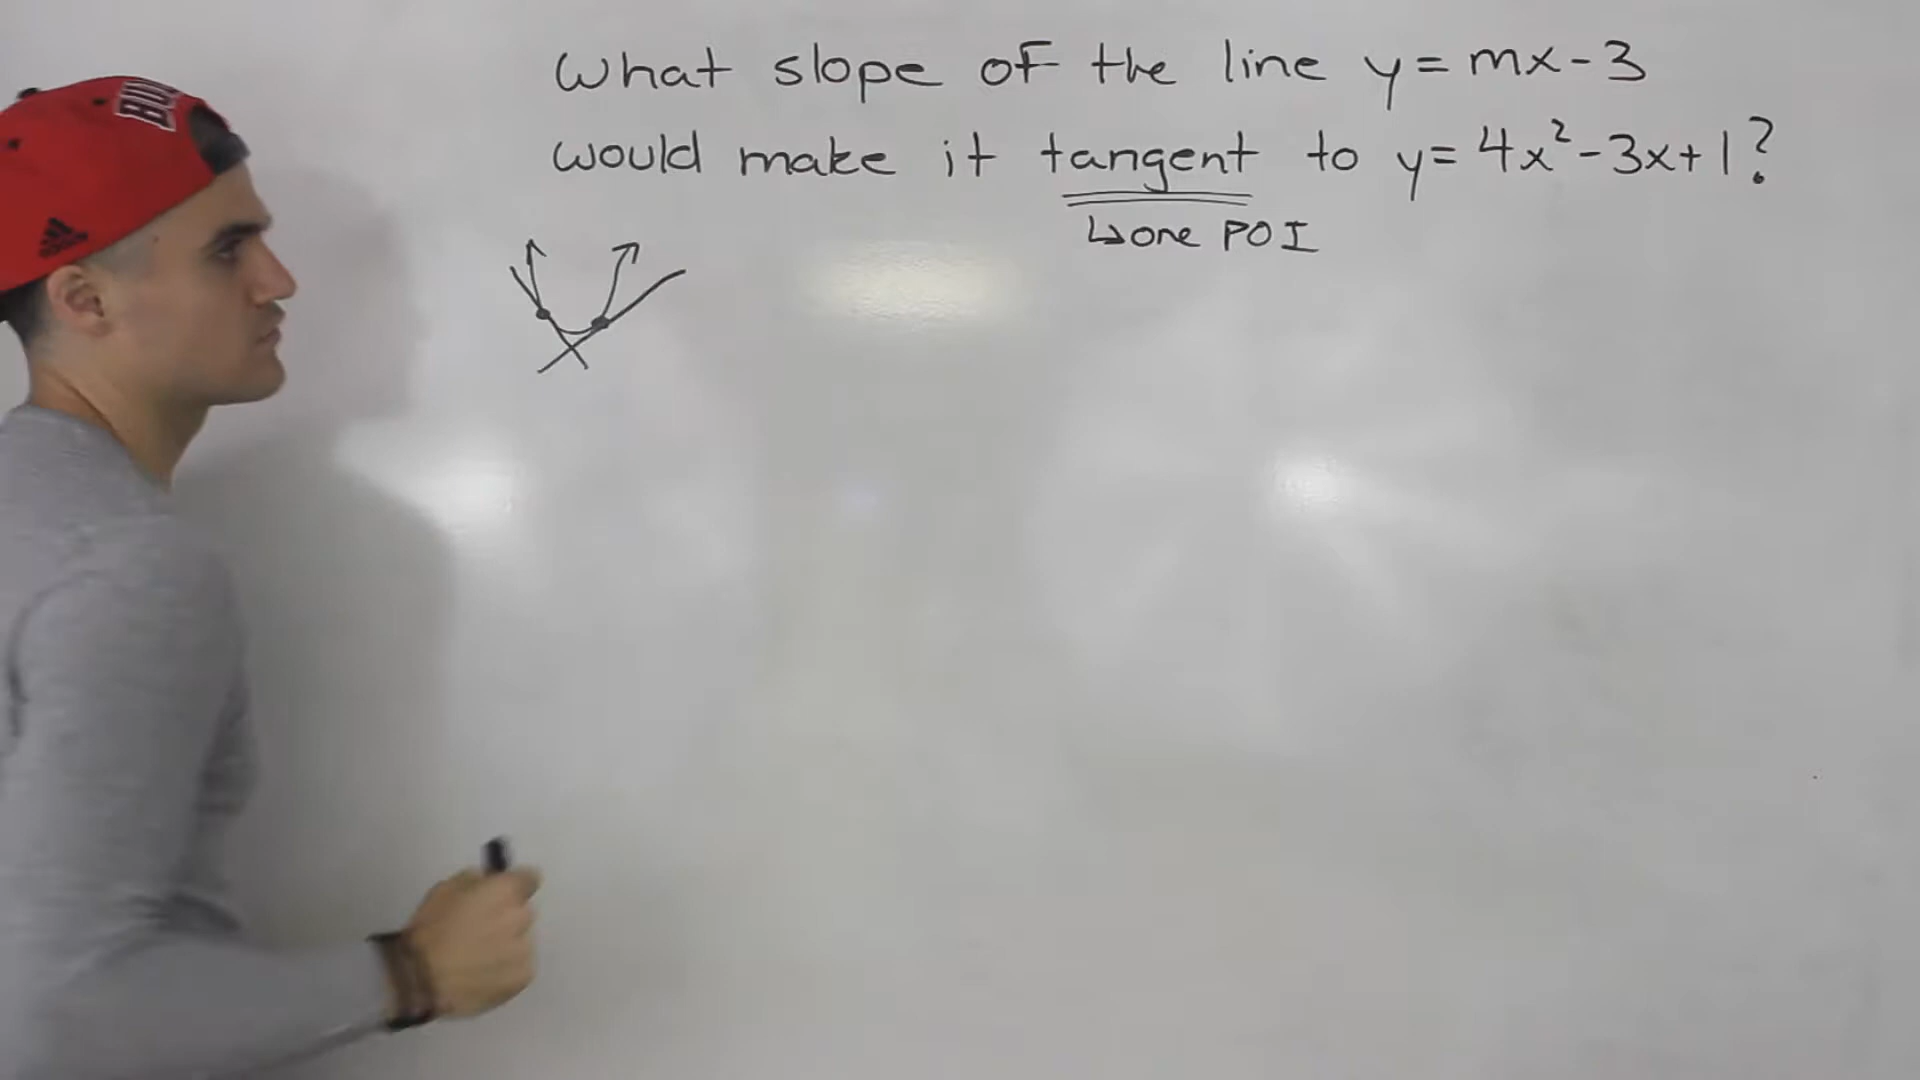 What slope of the line y = mx - 3
would make it tangent to y = 4x² - 3x + 1?
↳ one POI